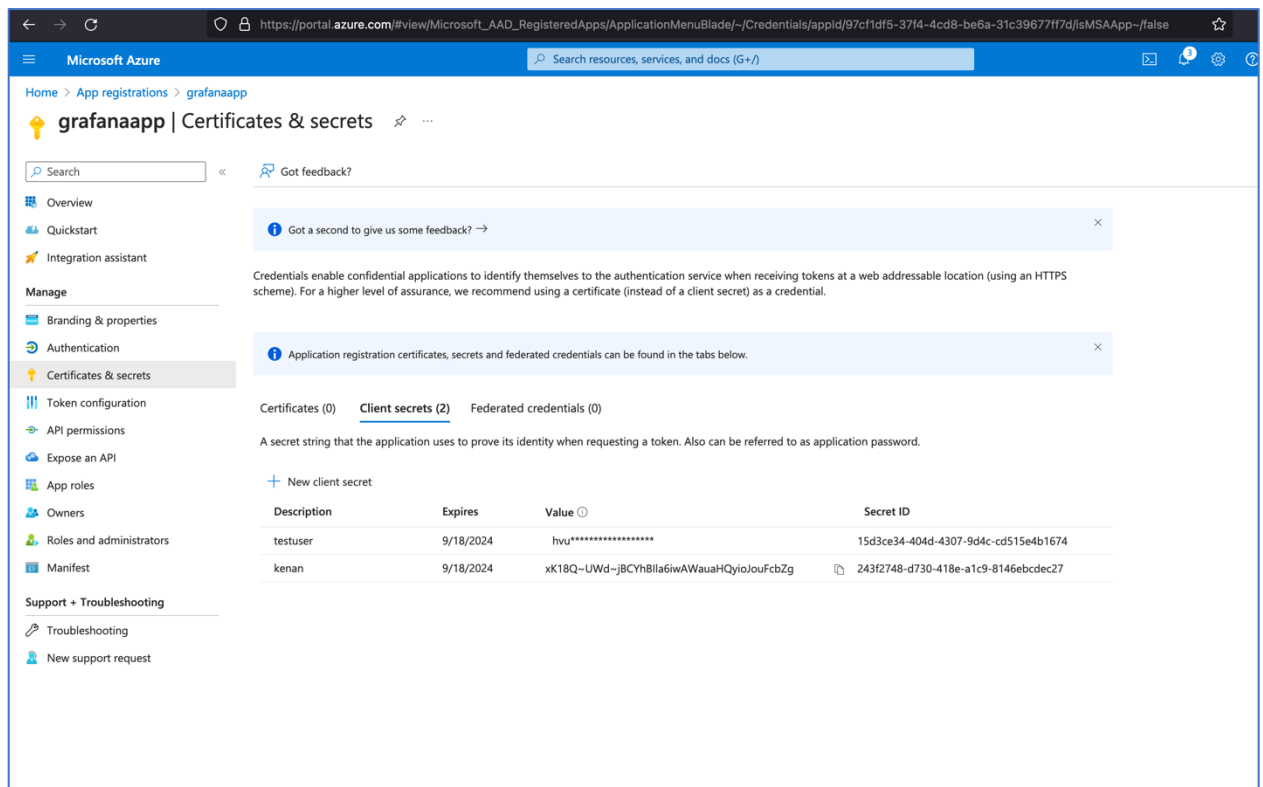 https://portal.azure.com/#view/Microsoft_AAD_RegisteredApps/ApplicationMenuBlade/~/Credentials/appId/97cf1df5-37f4-4cd8-be6a-31c39677ff7d/isMSAApp~/false
Microsoft Azure
Search resources, services, and docs (G+/)
3
Home > App registrations > grafanaapp
grafanaapp | Certificates & secrets
Search
Overview
Quickstart
Integration assistant
Manage
Branding & properties
Authentication
Certificates & secrets
Token configuration
API permissions
Expose an API
App roles
Owners
Roles and administrators
Manifest
Support + Troubleshooting
Troubleshooting
New support request
Got feedback?
Got a second to give us some feedback? →
Credentials enable confidential applications to identify themselves to the authentication service when receiving tokens at a web addressable location (using an HTTPS
scheme). For a higher level of assurance, we recommend using a certificate (instead of a client secret) as a credential.
Application registration certificates, secrets and federated credentials can be found in the tabs below.
Certificates (0) Client secrets (2) Federated credentials (0)
A secret string that the application uses to prove its identity when requesting a token. Also can be referred to as application password.
New client secret
Description Expires Value Secret ID
testuser 9/18/2024 hvu****************** 15d3ce34-404d-4307-9d4c-cd515e4b1674
kenan 9/18/2024 243f2748-d730-418e-a1c9-8146ebcdec27